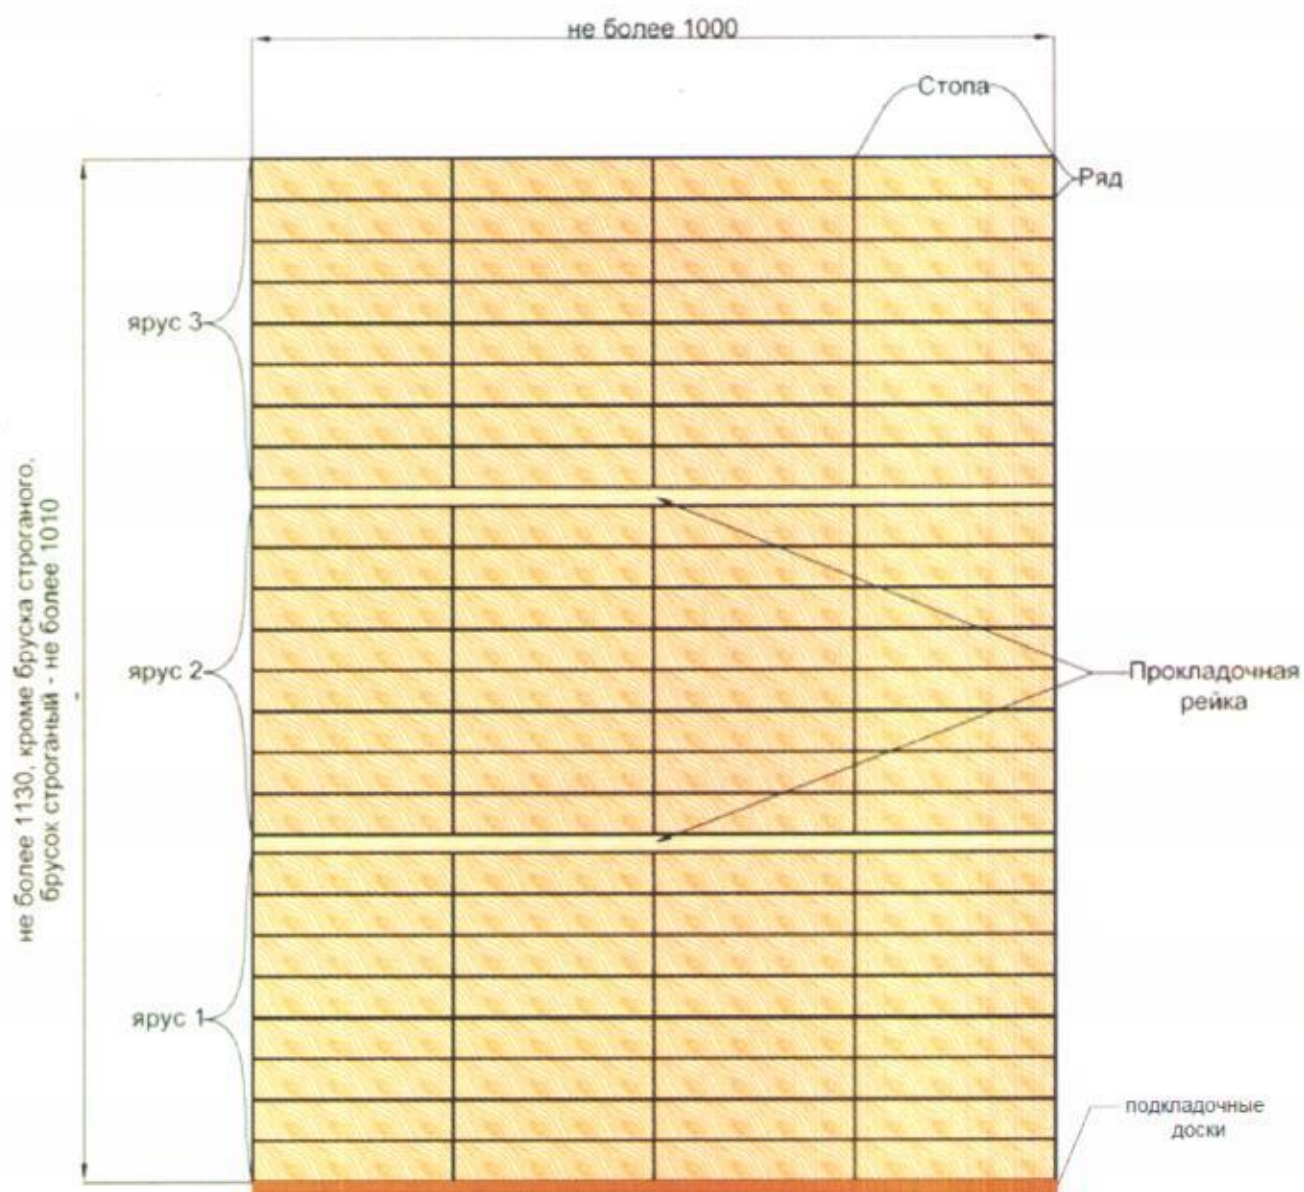 не более 1000
Стопа
Ряд
ярус 3
не более 1130, кроме бруска строганого,
брусок строганый - не более 1010
ярус 2
Прокладочная
рейка
ярус 1
подкладочные
доски